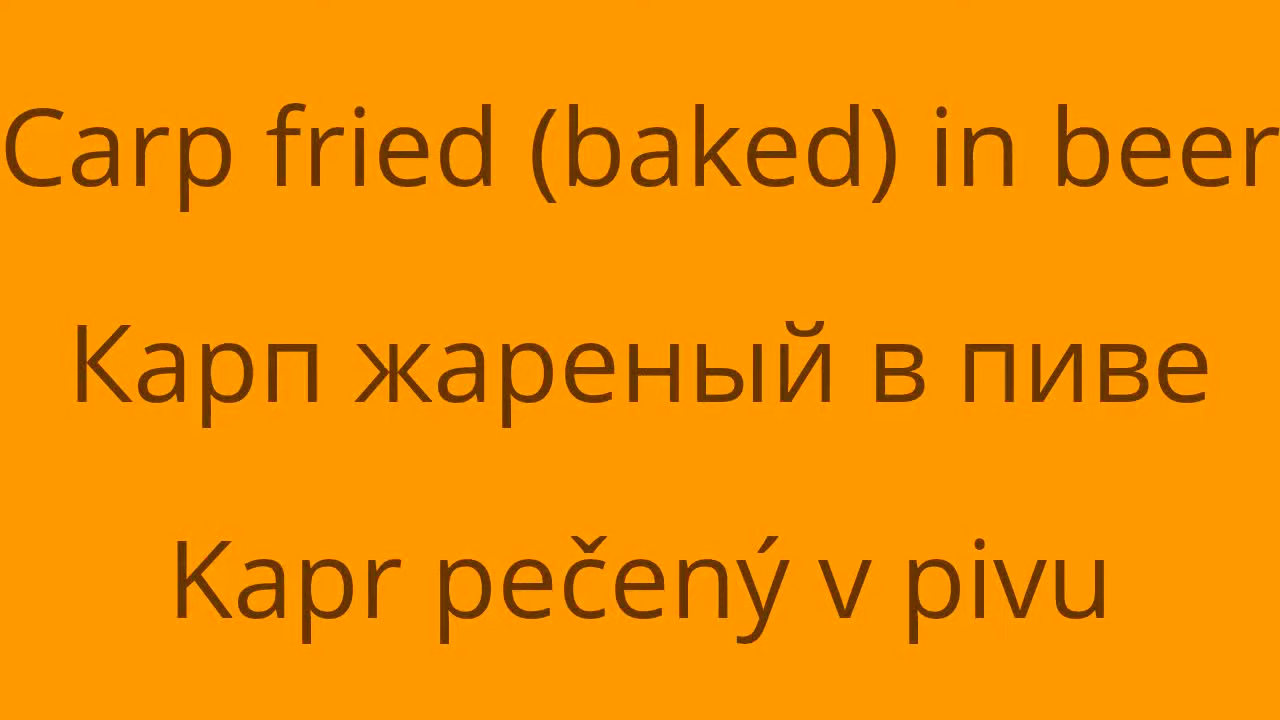 Carp fried (baked) in beer
Карп жареный в пиве
Kapr pečený v pivu